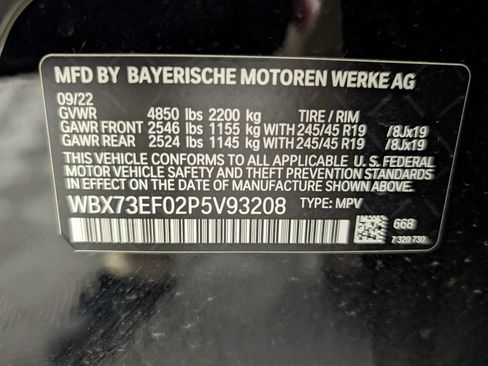 MFD BY BAYERISCHE MOTOREN WERKE AG
09/22
GVWR 4850 lbs 2200 kg TIRE / RIM
GAWR FRONT 2546 lbs 1155 kg WITH 245/45 R19 /8Jx19
GAWR REAR 2524 lbs 1145 kg WITH 245/45 R19 /8Jx19
THIS VEHICLE CONFORMS TO ALL APPLICABLE U. S. FEDERAL
MOTOR VEHICLE SAFETY AND THEFT PREVENTION STANDARDS
IN EFFECT ON THE DATE OF MANUFACTURE SHOWN ABOVE.
WBX73EF02P5V93208 TYPE: MPV
668
7 320 730